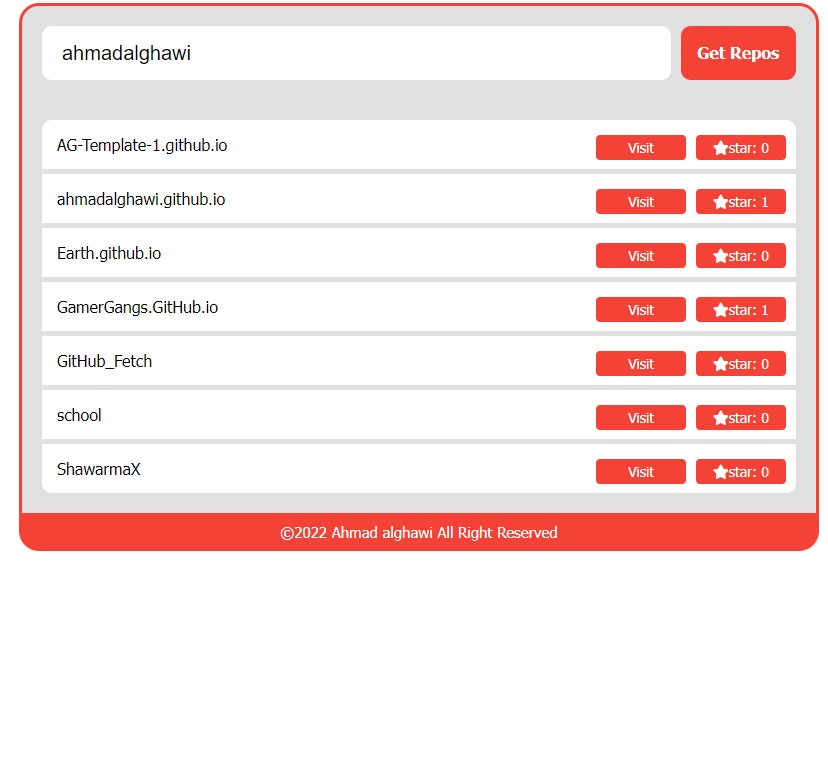 ahmadalghawi Get Repos
AG-Template-1.github.io Visit star: 0
ahmadalghawi.github.io Visit star: 1
Earth.github.io Visit star: 0
GamerGangs.GitHub.io Visit star: 1
GitHub_Fetch Visit star: 0
school Visit star: 0
ShawarmaX Visit star: 0
©2022 Ahmad alghawi All Right Reserved